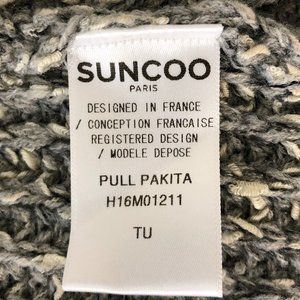 SUNCOO
PARIS
DESIGNED IN FRANCE
/ CONCEPTION FRANCAISE
REGISTERED DESIGN
/ MODELE DEPOSE
PULL PAKITA
H16M01211
TU